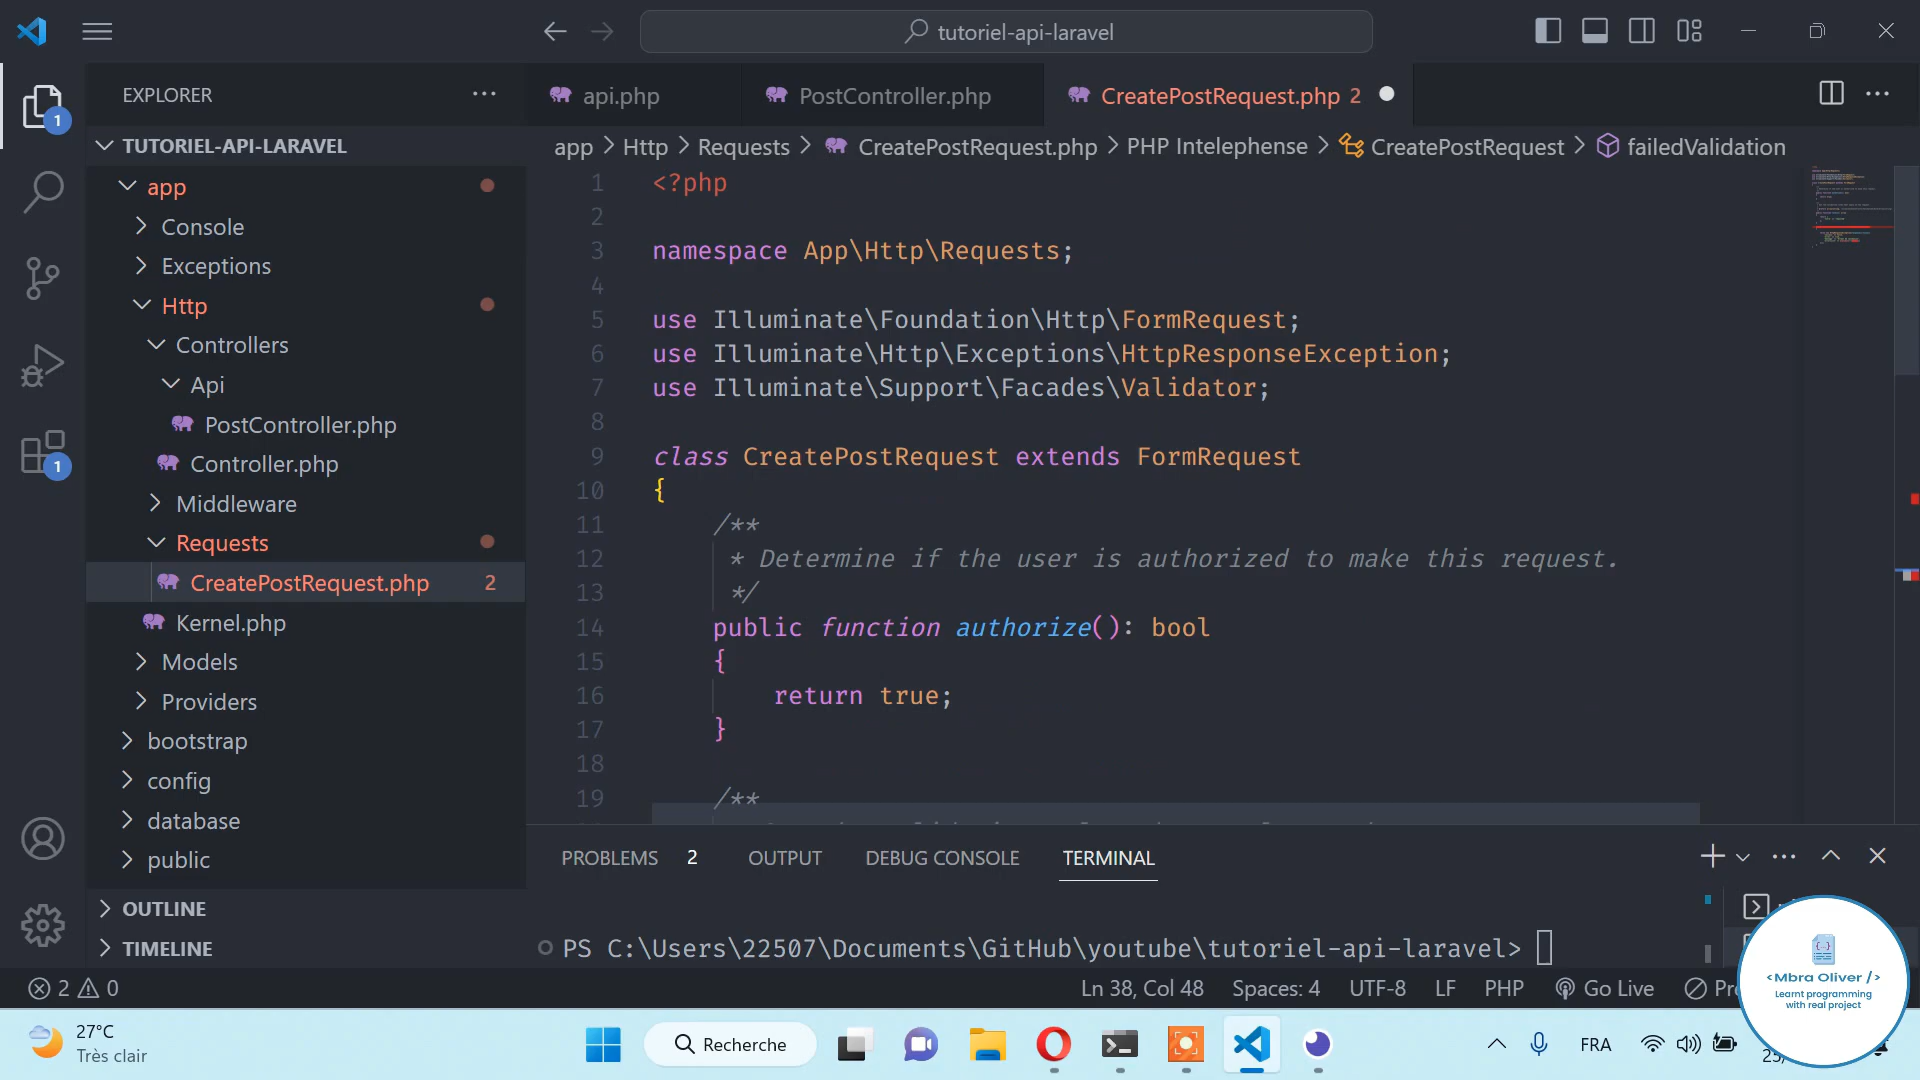 tutoriel-api-laravel
EXPLORER
api.php
PostController.php
CreatePostRequest.php 2
1
TUTORIEL-API-LARAVEL
app > Http > Requests > CreatePostRequest.php > PHP Intelephense > CreatePostRequest > failedValidation
app
Console
Exceptions
Http
Controllers
Api
PostController.php
Controller.php
1
Middleware
Requests
CreatePostRequest.php 2
Kernel.php
Models
Providers
bootstrap
config
database
public
OUTLINE
TIMELINE
1 <?php
2
3 namespace App\Http\Requests;
4
5 use Illuminate\Foundation\Http\FormRequest;
6 use Illuminate\Http\Exceptions\HttpResponseException;
7 use Illuminate\Support\Facades\Validator;
8
9 class CreatePostRequest extends FormRequest
10 {
11 /**
12 * Determine if the user is authorized to make this request.
13 */
14 public function authorize(): bool
15 {
16 return true;
17 }
18
19 /**
PROBLEMS 2 OUTPUT DEBUG CONSOLE TERMINAL
PS C:\Users\22507\Documents\GitHub\youtube\tutoriel-api-laravel>
2 0
Ln 38, Col 48 Spaces: 4 UTF-8 LF PHP Go Live
<Mbra Oliver />
Learnt programming
with real project
27°C
Très clair
Recherche
FRA